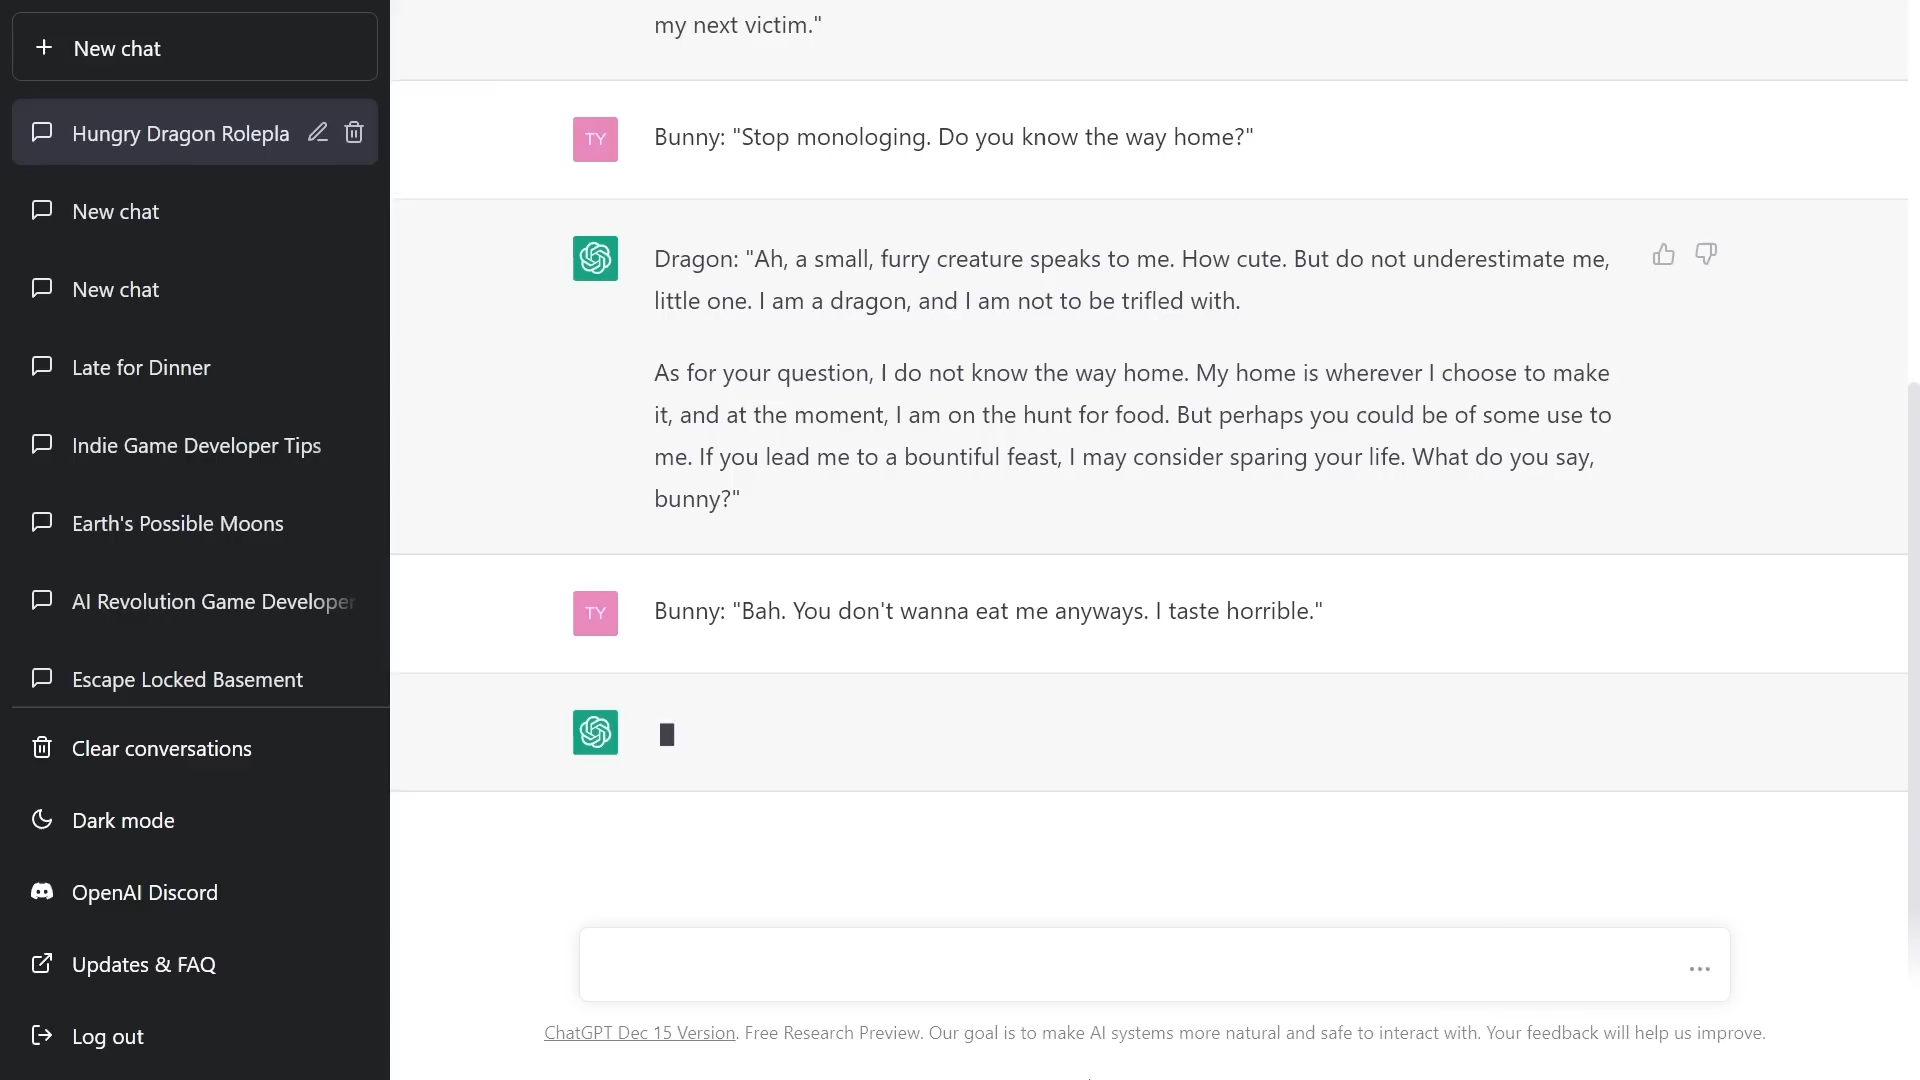 New chat
Hungry Dragon Rolepla
New chat
New chat
Late for Dinner
Indie Game Developer Tips
Earth's Possible Moons
AI Revolution Game Developer
Escape Locked Basement
Clear conversations
Dark mode
OpenAI Discord
Updates & FAQ
Log out
my next victim."
TY
Bunny: "Stop monologing. Do you know the way home?"
Dragon: "Ah, a small, furry creature speaks to me. How cute. But do not underestimate me,
little one. I am a dragon, and I am not to be trifled with.
As for your question, I do not know the way home. My home is wherever I choose to make
it, and at the moment, I am on the hunt for food. But perhaps you could be of some use to
me. If you lead me to a bountiful feast, I may consider sparing your life. What do you say,
bunny?"
TY
Bunny: "Bah. You don't wanna eat me anyways. I taste horrible."
ChatGPT Dec 15 Version. Free Research Preview. Our goal is to make AI systems more natural and safe to interact with. Your feedback will help us improve.